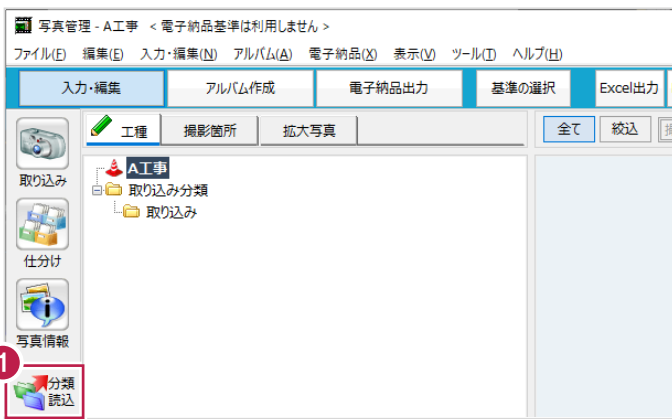 写真管理 - A工事 < 電子納品基準は利用しません >
ファイル(F) 編集(E) 入力・編集(N) アルバム(A) 電子納品(X) 表示(V) ツール(T) ヘルプ(H)
入力・編集 アルバム作成 電子納品出力 基準の選択 Excel出力
工種 撮影箇所 拡大写真 全て 絞込
A工事
取り込み分類
取り込み
取り込み
仕分け
写真情報
1
分類
読込